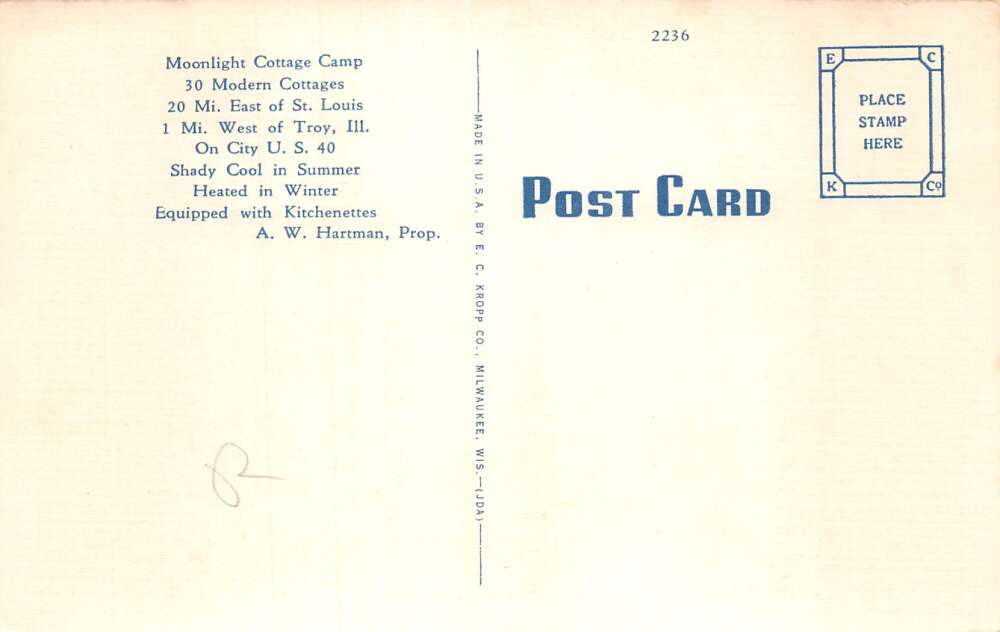 Moonlight Cottage Camp
30 Modern Cottages
20 Mi. East of St. Louis
1 Mi. West of Troy, Ill.
On City U. S. 40
Shady Cool in Summer
Heated in Winter
Equipped with Kitchenettes
A. W. Hartman, Prop.
MADE IN U.S.A. BY E. C. KROPP CO., MILWAUKEE, WIS.—(JDA)
2236
POST CARD
E C
PLACE
STAMP
HERE
K Co